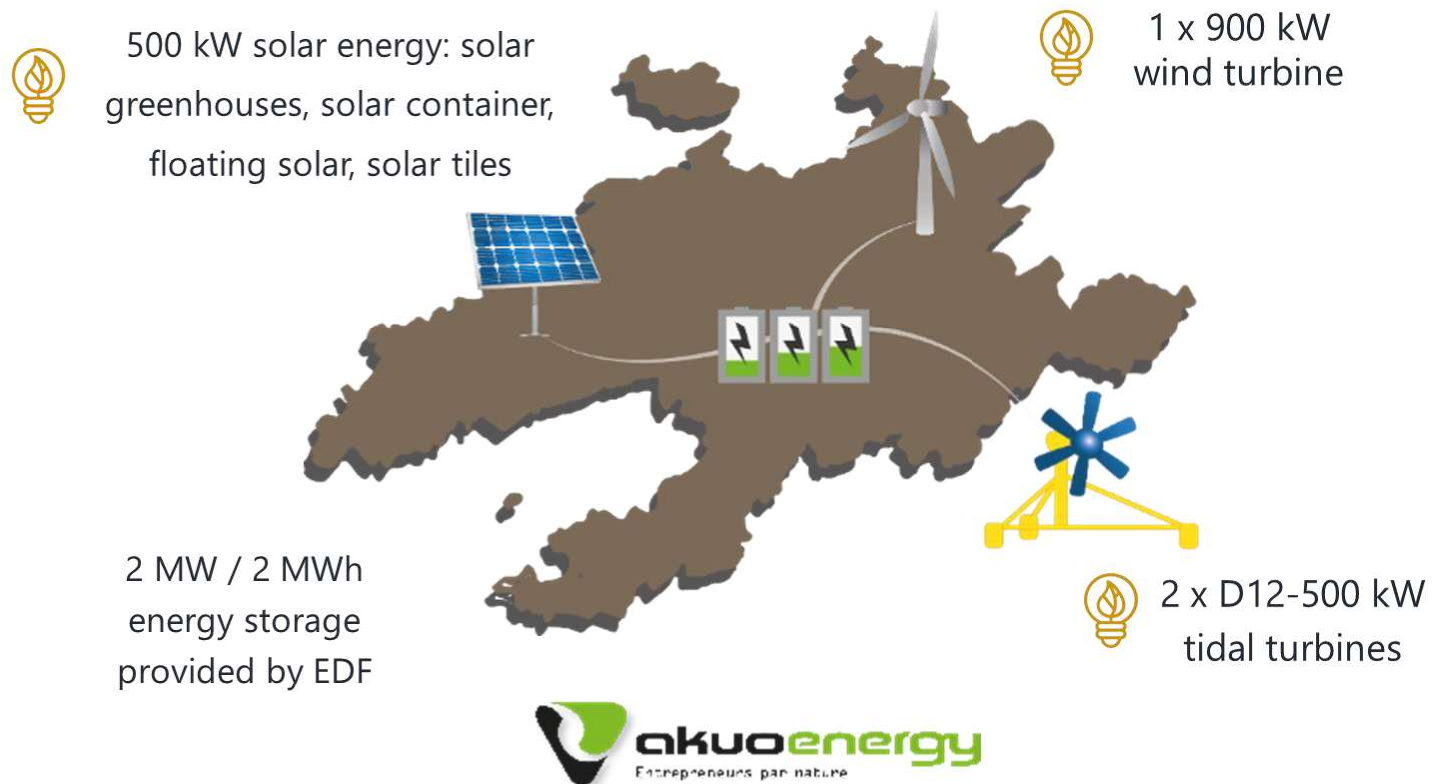 500 kW solar energy: solar
greenhouses, solar container,
floating solar, solar tiles
1 x 900 kW
wind turbine
2 MW / 2 MWh
energy storage
provided by EDF
2 x D12-500 kW
tidal turbines
akuoenergy
Entrepreneurs par nature